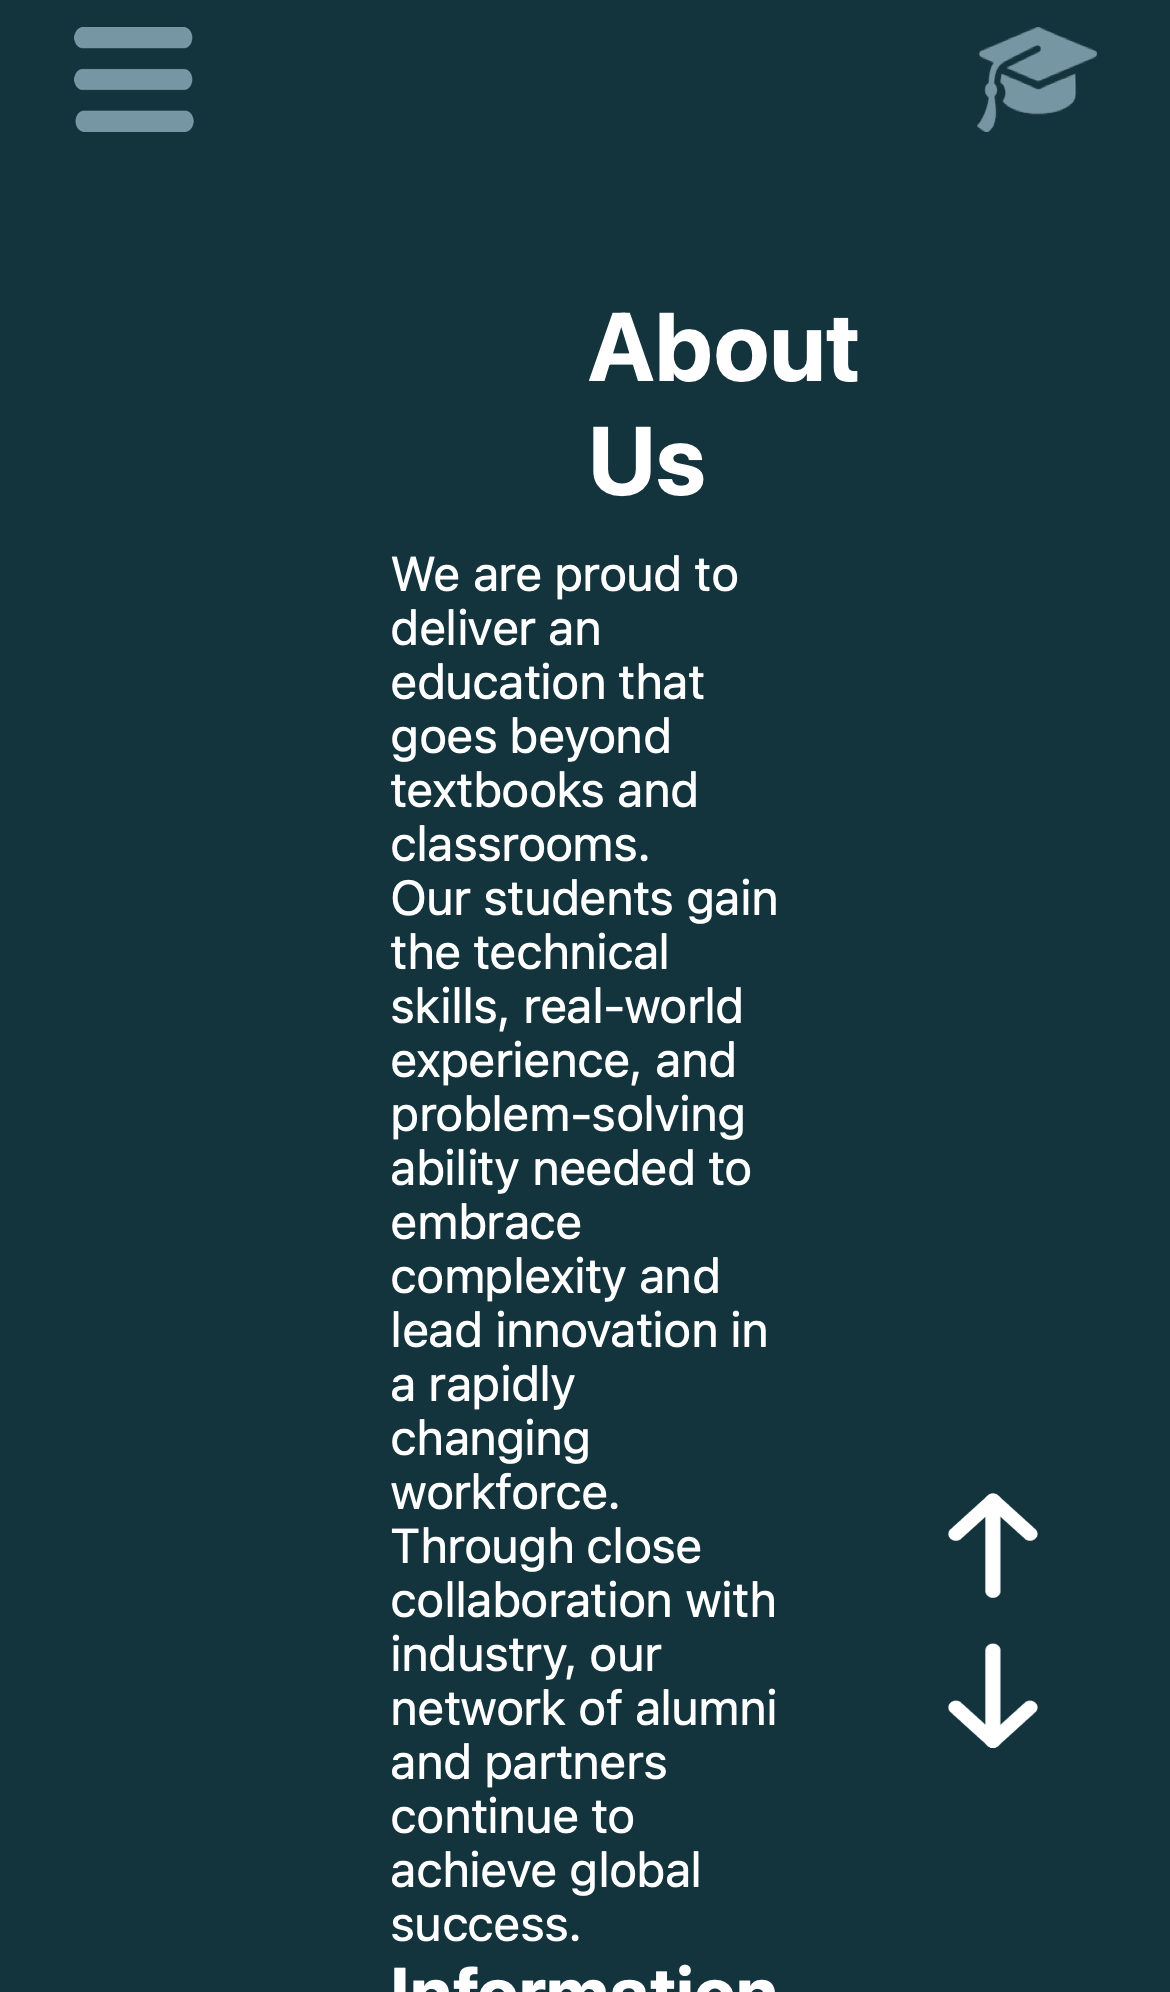 About
Us
We are proud to
deliver an
education that
goes beyond
textbooks and
classrooms.
Our students gain
the technical
skills, real-world
experience, and
problem-solving
ability needed to
embrace
complexity and
lead innovation in
a rapidly
changing
workforce.
Through close
collaboration with
industry, our
network of alumni
and partners
continue to
achieve global
success.
Information